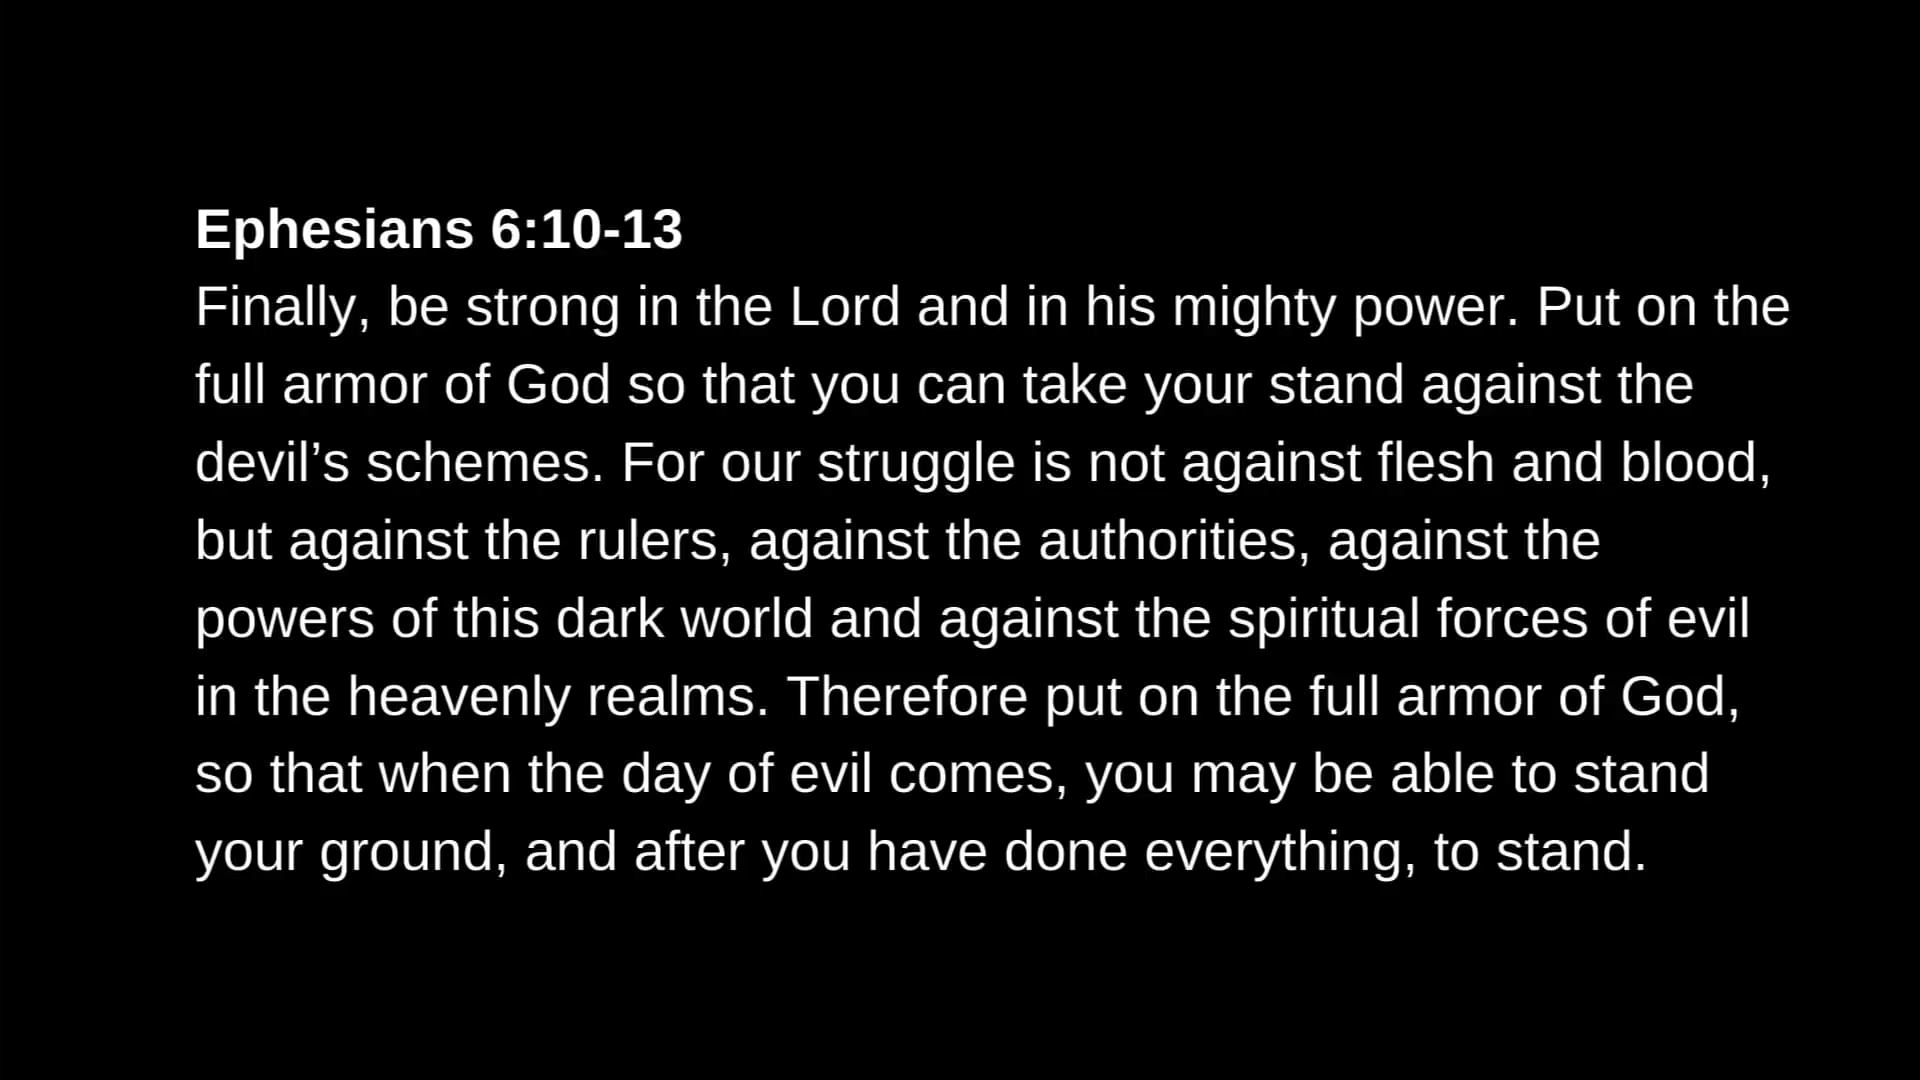 Ephesians 6:10-13
Finally, be strong in the Lord and in his mighty power. Put on the
full armor of God so that you can take your stand against the
devil’s schemes. For our struggle is not against flesh and blood,
but against the rulers, against the authorities, against the
powers of this dark world and against the spiritual forces of evil
in the heavenly realms. Therefore put on the full armor of God,
so that when the day of evil comes, you may be able to stand
your ground, and after you have done everything, to stand.